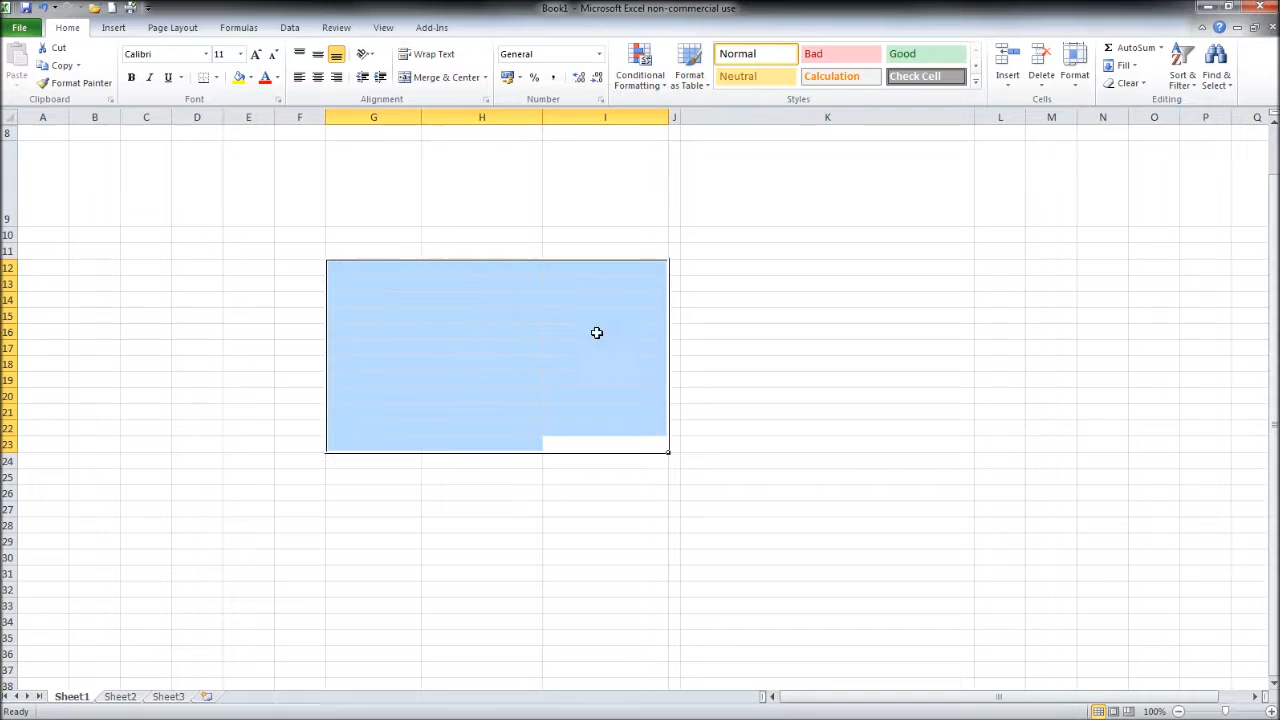 Book1 - Microsoft Excel non-commercial use
File Home Insert Page Layout Formulas Data Review View Add-Ins
Paste Cut Copy Format Painter Clipboard
Calibri 11 B I U Font
Wrap Text Merge & Center Alignment
General % , Number
Conditional Formatting Format as Table
Normal Bad Good
Neutral Calculation Check Cell
Styles
Insert Delete Format Cells
AutoSum Fill Clear Sort & Filter Find & Select Editing
A B C D E F G H I J K L M N O P Q
8
9
10
11
12
13
14
15
16
17
18
19
20
21
22
23
24
25
26
27
28
29
30
31
32
33
34
35
36
37
38
Sheet1 Sheet2 Sheet3
Ready 100%